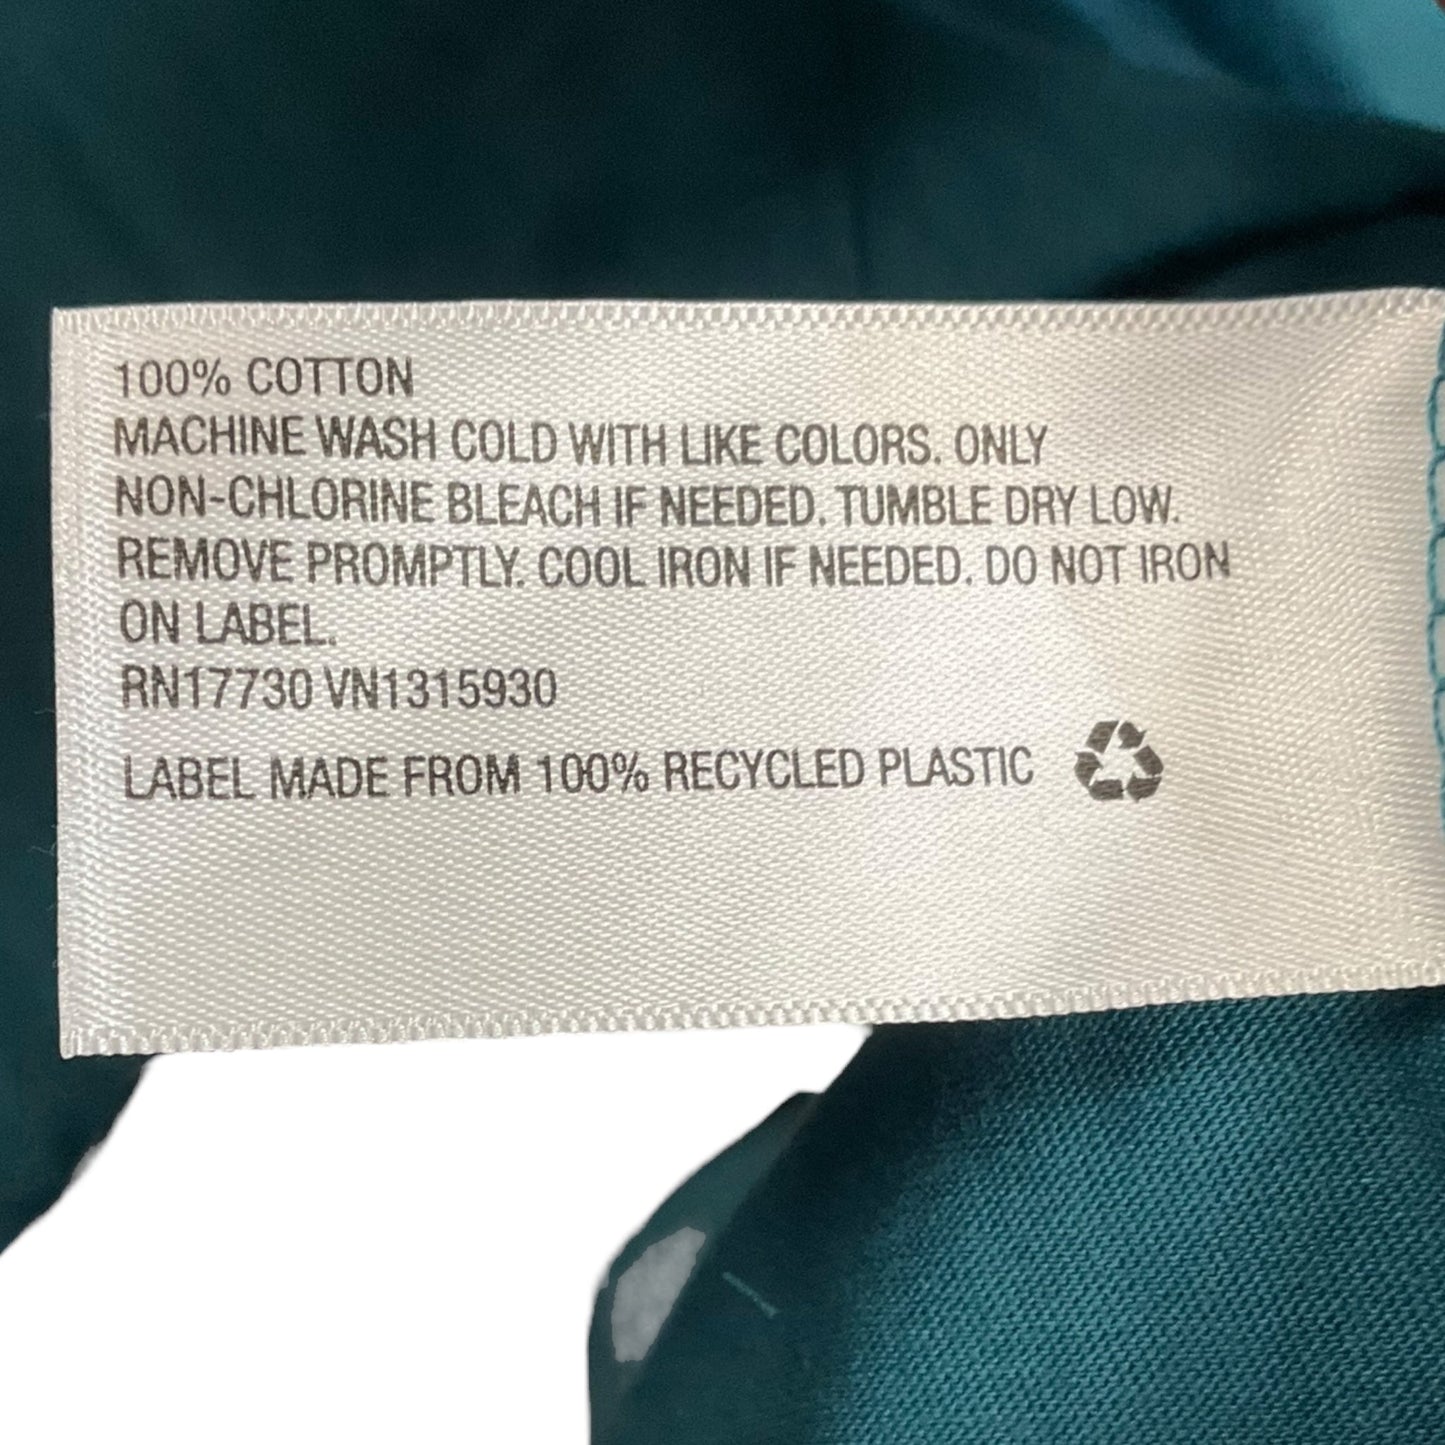 100% COTTON
MACHINE WASH COLD WITH LIKE COLORS. ONLY
NON-CHLORINE BLEACH IF NEEDED. TUMBLE DRY LOW.
REMOVE PROMPTLY. COOL IRON IF NEEDED. DO NOT IRON
ON LABEL.
RN17730 VN1315930
LABEL MADE FROM 100% RECYCLED PLASTIC